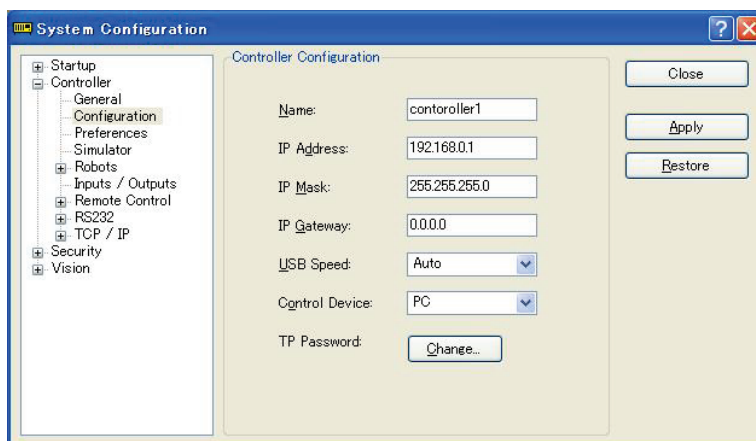 System Configuration
Startup
Controller
General
Configuration
Preferences
Simulator
Robots
Inputs / Outputs
Remote Control
RS232
TCP / IP
Security
Vision
Controller Configuration
Name: contoroller1
IP Address: 192.168.0.1
IP Mask: 255.255.255.0
IP Gateway: 0.0.0.0
USB Speed: Auto
Control Device: PC
TP Password: Change...
Close
Apply
Restore